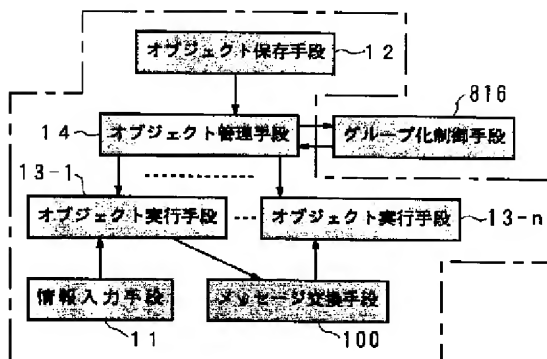 オブジェクト保存手段 12
816
14 オブジェクト管理手段 グループ化制御手段
13-1
オブジェクト実行手段 オブジェクト実行手段 13-n
情報入力手段 メッセージ交換手段
11 100